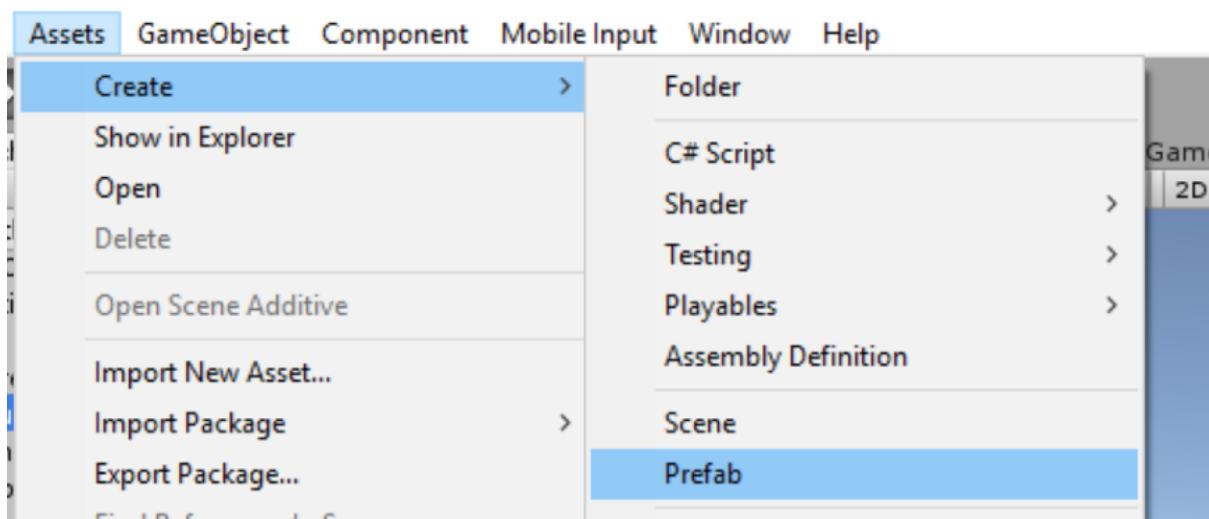 Assets GameObject Component Mobile Input Window Help
Create
Show in Explorer
Open
Delete
Open Scene Additive
Import New Asset...
Import Package
Export Package...
Folder
C# Script
Shader
Testing
Playables
Assembly Definition
Scene
Prefab
2D